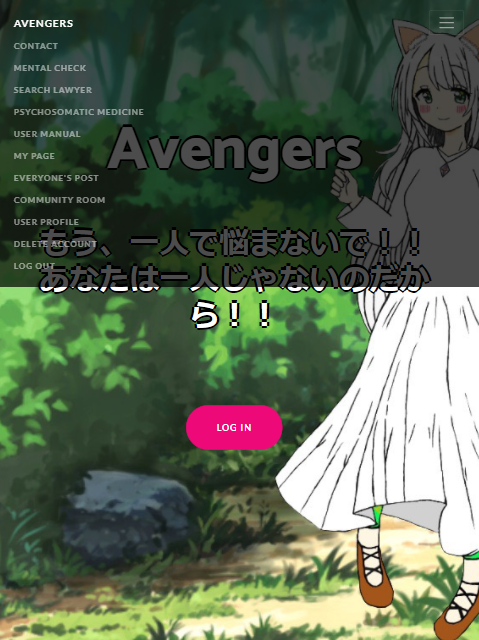 AVENGERS
CONTACT
MENTAL CHECK
SEARCH LAWYER
PSYCHOSOMATIC MEDICINE
USER MANUAL
MY PAGE
EVERYONE'S POST
COMMUNITY ROOM
USER PROFILE
DELETE ACCOUNT
LOG OUT
Avengers
もう、一人で悩まないで！！
あなたは一人じゃないのだか
ら！！
LOG IN